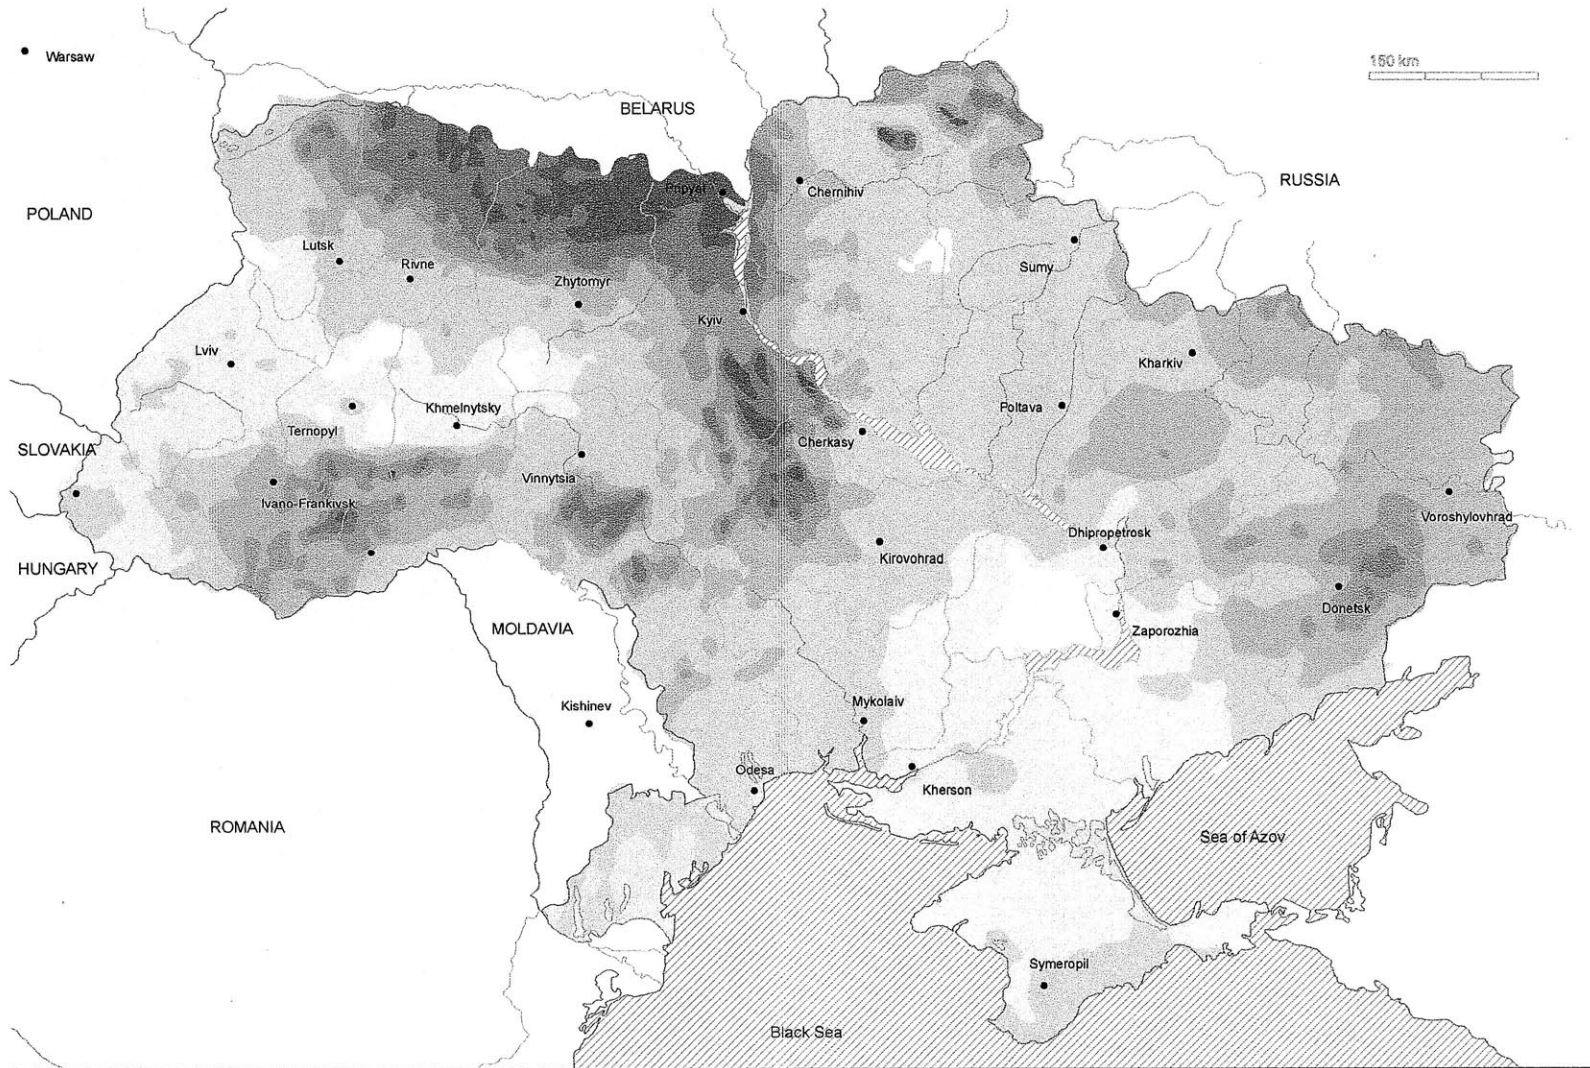 Warsaw
150 km
BELARUS
RUSSIA
Pripyat
Chernihiv
POLAND
Lutsk
Rivne
Sumy
Zhytomyr
Kyiv
Lviv
Kharkiv
Khmelnytsky
Poltava
Ternopyl
Cherkasy
SLOVAKIA
Vinnytsia
Ivano-Frankivsk
Voroshylovhrad
Dhipropetrosk
Kirovohrad
HUNGARY
Donetsk
MOLDAVIA
Zaporozhia
Mykolaiv
Kishinev
Odesa
Kherson
ROMANIA
Sea of Azov
Symeropil
Black Sea